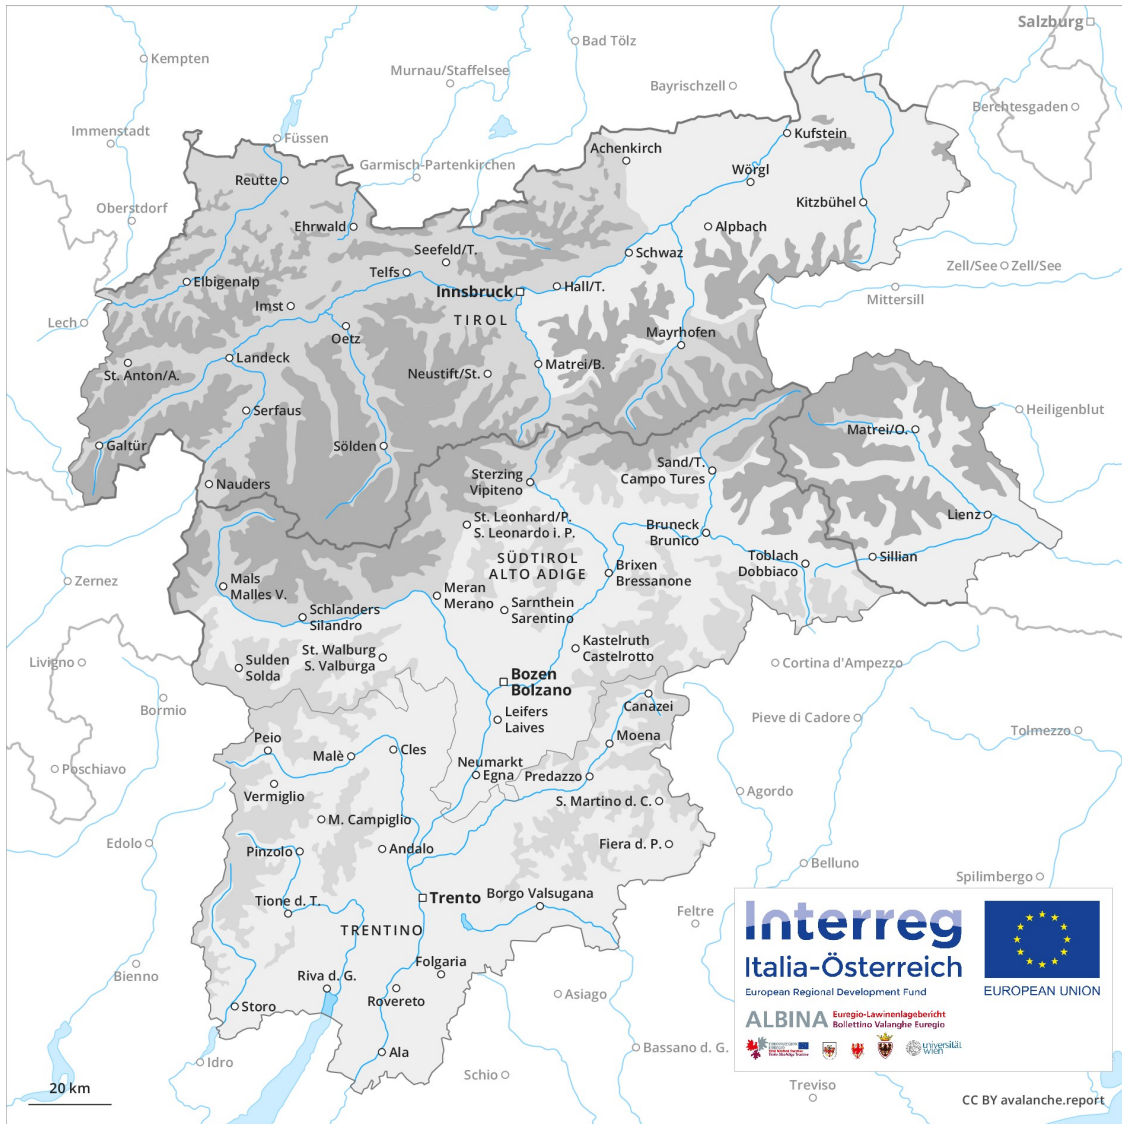 Salzburg
Bad Tölz
Kempten
Murnau/Staffelsee
Bayrischzell
Berchtesgaden
Immenstadt
Füssen
Kufstein
Achenkirch
Garmisch-Partenkirchen
Wörgl
Reutte
Oberstdorf
Kitzbühel
Ehrwald
Alpbach
Seefeld/T.
Schwaz
Telfs
Zell/See
Zell/See
Elbigenalp
Hall/T.
Innsbruck
Mittersill
Imst
TIROL
Lech
Oetz
Mayrhofen
Landeck
St. Anton/A.
Matrei/B.
Neustift/St.
Serfaus
Heiligenblut
Matrei/O.
Galtür
Sölden
Sterzing
Vipiteno
Sand/T.
Campo Tures
Nauders
St. Leonhard/P.
S. Leonardo i. P.
Lienz
Bruneck
Brunico
SÜDTIROL
ALTO ADIGE
Toblach
Dobbiaco
Sillian
Brixen
Bressanone
Zernez
Mals
Malles V.
Meran
Merano
Sarnthein
Sarentino
Schlanders
Silandro
Kastelruth
Castelrotto
St. Walburg
S. Valburga
Livigno
Sulden
Solda
Cortina d'Ampezzo
Bozen
Bolzano
Bormio
Canazei
Leifers
Laives
Pieve di Cadore
Tolmezzo
Peio
Moena
Malè
Cles
Poschiavo
Neumarkt
Egna
Predazzo
Vermiglio
Agordo
S. Martino d. C.
M. Campiglio
Edolo
Pinzolo
Andalo
Fiera d. P.
Belluno
Spilimbergo
Tione d. T.
Trento
Borgo Valsugana
Feltre
TRENTINO
Interreg
Italia-Österreich
European Regional Development Fund
EUROPEAN UNION
Folgaria
Bienno
Riva d. G.
Rovereto
Asiago
Storo
ALBINA
Euregio-Lawinenlagebericht
Bollettino Valanghe Euregio
universität
wien
Ala
Bassano d. G.
Idro
Schio
Treviso
20 km
CC BY avalanche.report